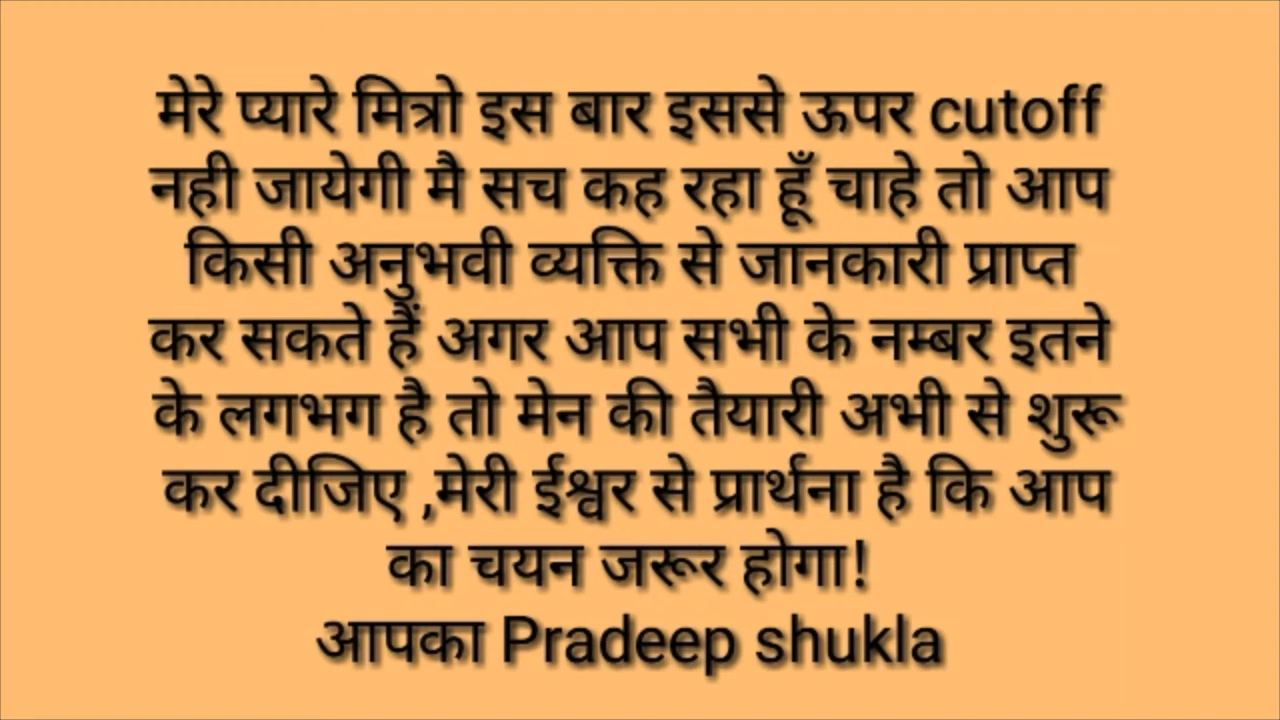 मेरे प्यारे मित्रो इस बार इससे ऊपर cutoff
नही जायेगी मै सच कह रहा हूँ चाहे तो आप
किसी अनुभवी व्यक्ति से जानकारी प्राप्त
कर सकते हैं अगर आप सभी के नम्बर इतने
के लगभग है तो मेन की तैयारी अभी से शुरू
कर दीजिए ,मेरी ईश्वर से प्रार्थना है कि आप
का चयन जरूर होगा!
आपका Pradeep shukla